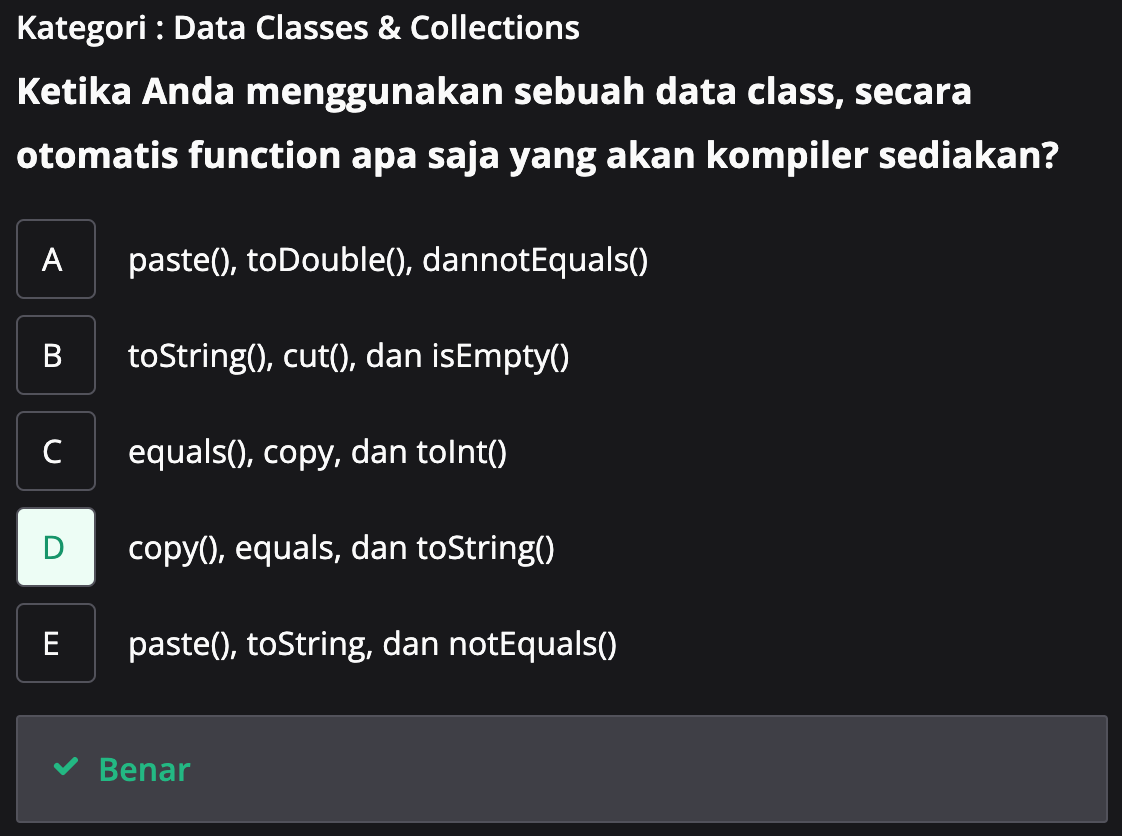 Kategori : Data Classes & Collections
Ketika Anda menggunakan sebuah data class, secara
otomatis function apa saja yang akan kompiler sediakan?
A paste(), toDouble(), dannotEquals()
B toString(), cut(), dan isEmpty()
C equals(), copy, dan toInt()
D copy(), equals, dan toString()
E paste(), toString, dan notEquals()
✔ Benar